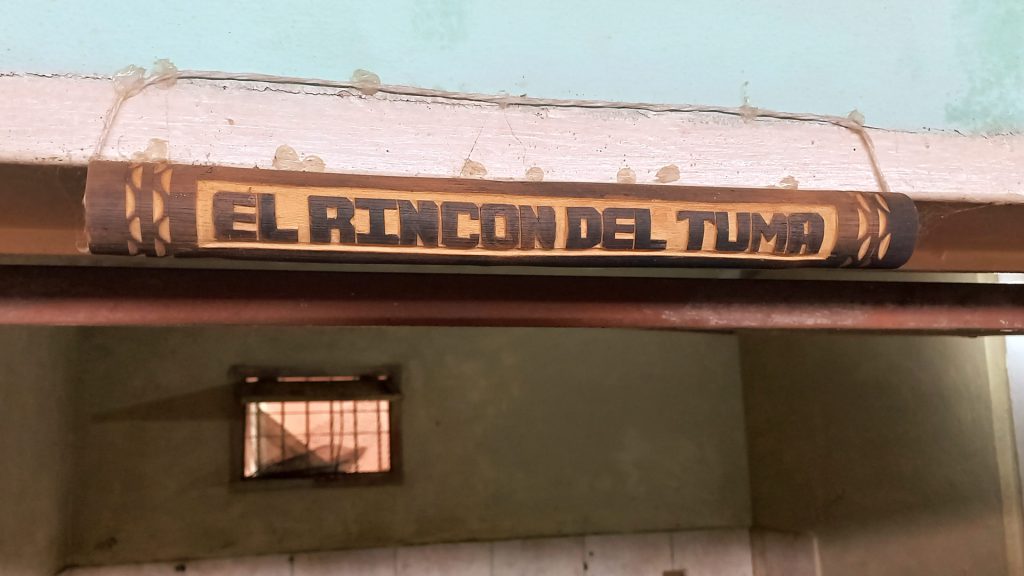 EL RINCON DEL TUMA